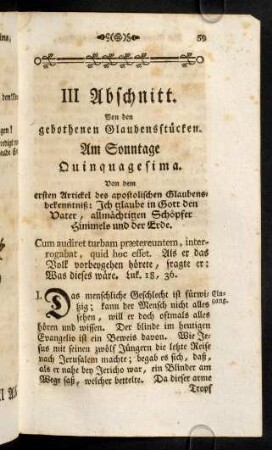 59
III Abschnitt.
Von den
gebothenen Glaubensstücken.
Am Sonntage
Quinquagesima.
Von dem
ersten Artickel des apostolischen Glaubens-
bekenntniß: Ich glaube in Gott den
Vater, allmächtigen Schöpfer
Himmels und der Erde.
Cum audiret turbam prætereuntem, inter-
rogabat, quid hoc esset. Als er das
Volk vorbeygehen hörete, fragte er:
Was dieses wäre. Luk. 18, 36.
I. Das menschliche Geschlecht ist fürwi- Ein-
tzig; kann der Mensch nicht alles gang.
sehen, will er doch oftmals alles
hören und wissen. Der blinde im heutigen
Evangelio ist ein Beweis davon. Wie Je-
sus mit seinen zwölf Jüngern die letzte Reise
nach Jerusalem machte; begab es sich, daß,
als er nahe bey Jericho war, ein Blinder am
Wege saß, welcher bettelte. Da dieser arme
Tropf